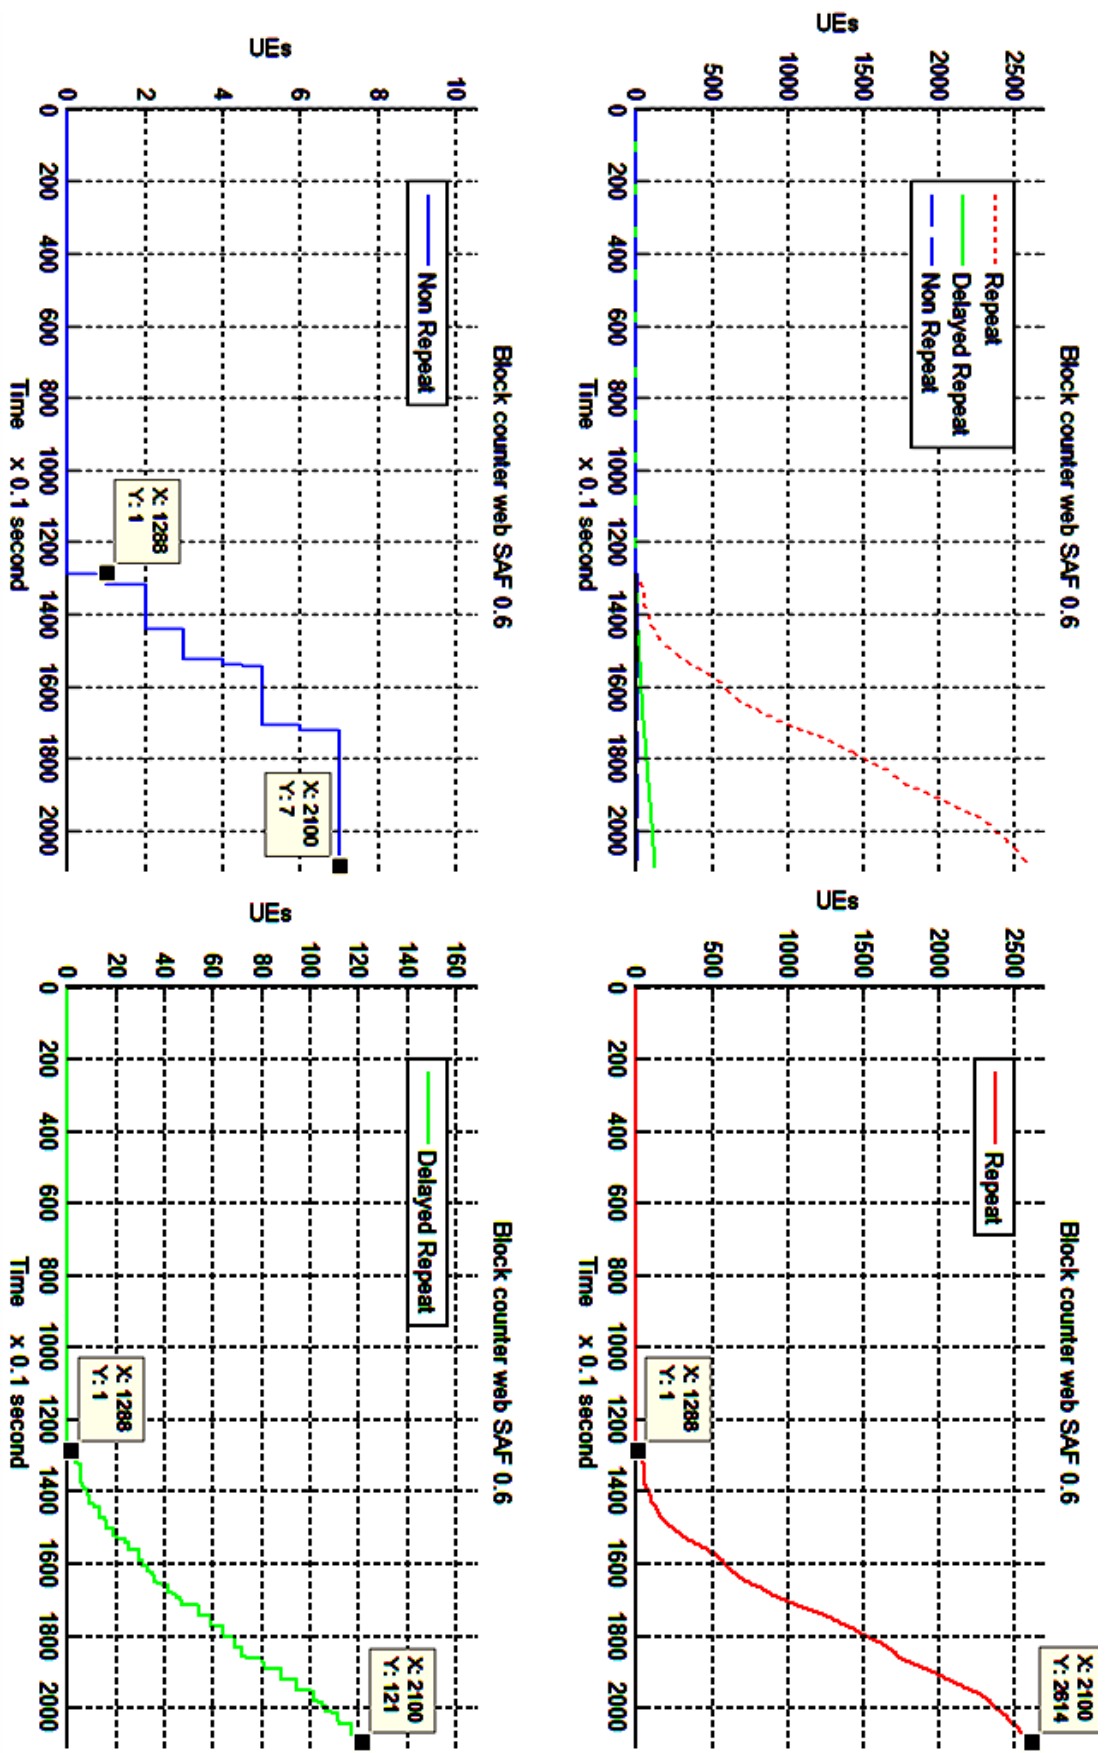 Block counter web SAF 0.6
UEs
2500
2000
1500
1000
500
0
Repeat
Delayed Repeat
Non Repeat
0 200 400 600 800 1000 1200 1400 1600 1800 2000
Time x 0.1 second
Block counter web SAF 0.6
UEs
2500
2000
1500
1000
500
0
Repeat
X: 1288
Y: 1
X: 2100
Y: 2614
0 200 400 600 800 1000 1200 1400 1600 1800 2000
Time x 0.1 second
Block counter web SAF 0.6
UEs
10
8
6
4
2
0
Non Repeat
X: 1288
Y: 1
X: 2100
Y: 7
0 200 400 600 800 1000 1200 1400 1600 1800 2000
Time x 0.1 second
Block counter web SAF 0.6
UEs
160
140
120
100
80
60
40
20
0
Delayed Repeat
X: 1288
Y: 1
X: 2100
Y: 121
0 200 400 600 800 1000 1200 1400 1600 1800 2000
Time x 0.1 second